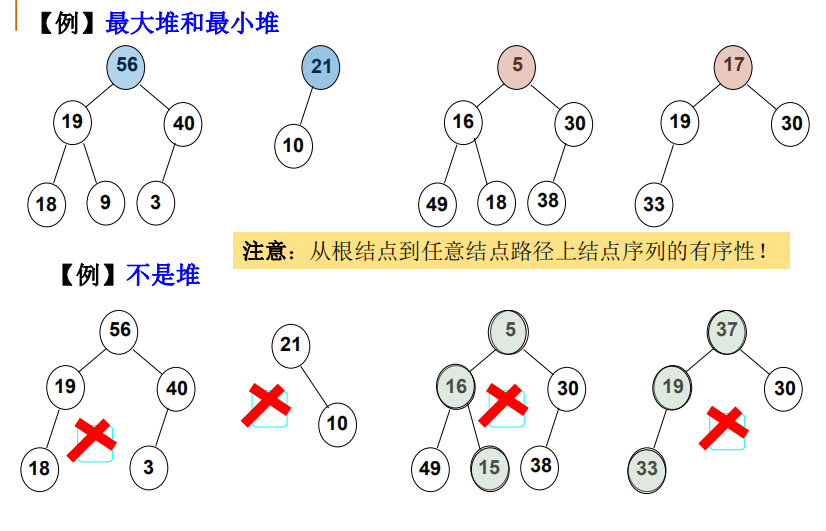 【例】最大堆和最小堆
56 21 5 17
19 40 10 16 30 19 30
18 9 3 49 18 38 33
注意：从根结点到任意结点路径上结点序列的有序性！
【例】不是堆
56 21 5 37
19 40 10 16 30 19 30
18 3 49 15 38 33